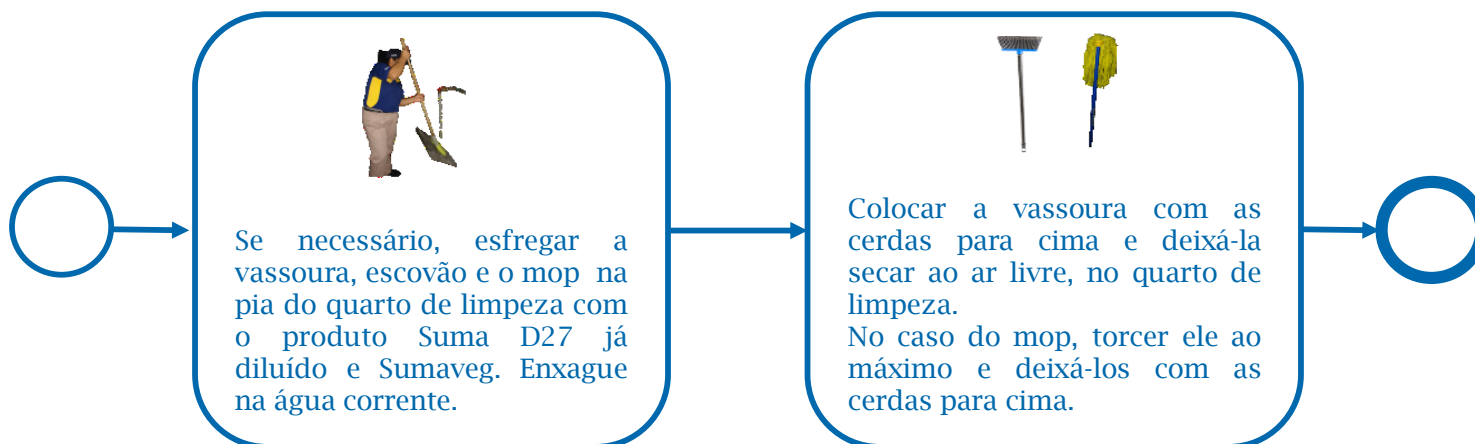 Se necessário, esfregar a
vassoura, escovão e o mop na
pia do quarto de limpeza com
o produto Suma D27 já
diluído e Sumaveg. Enxague
na água corrente.
Colocar a vassoura com as
cerdas para cima e deixá-la
secar ao ar livre, no quarto de
limpeza.
No caso do mop, torcer ele ao
máximo e deixá-los com as
cerdas para cima.